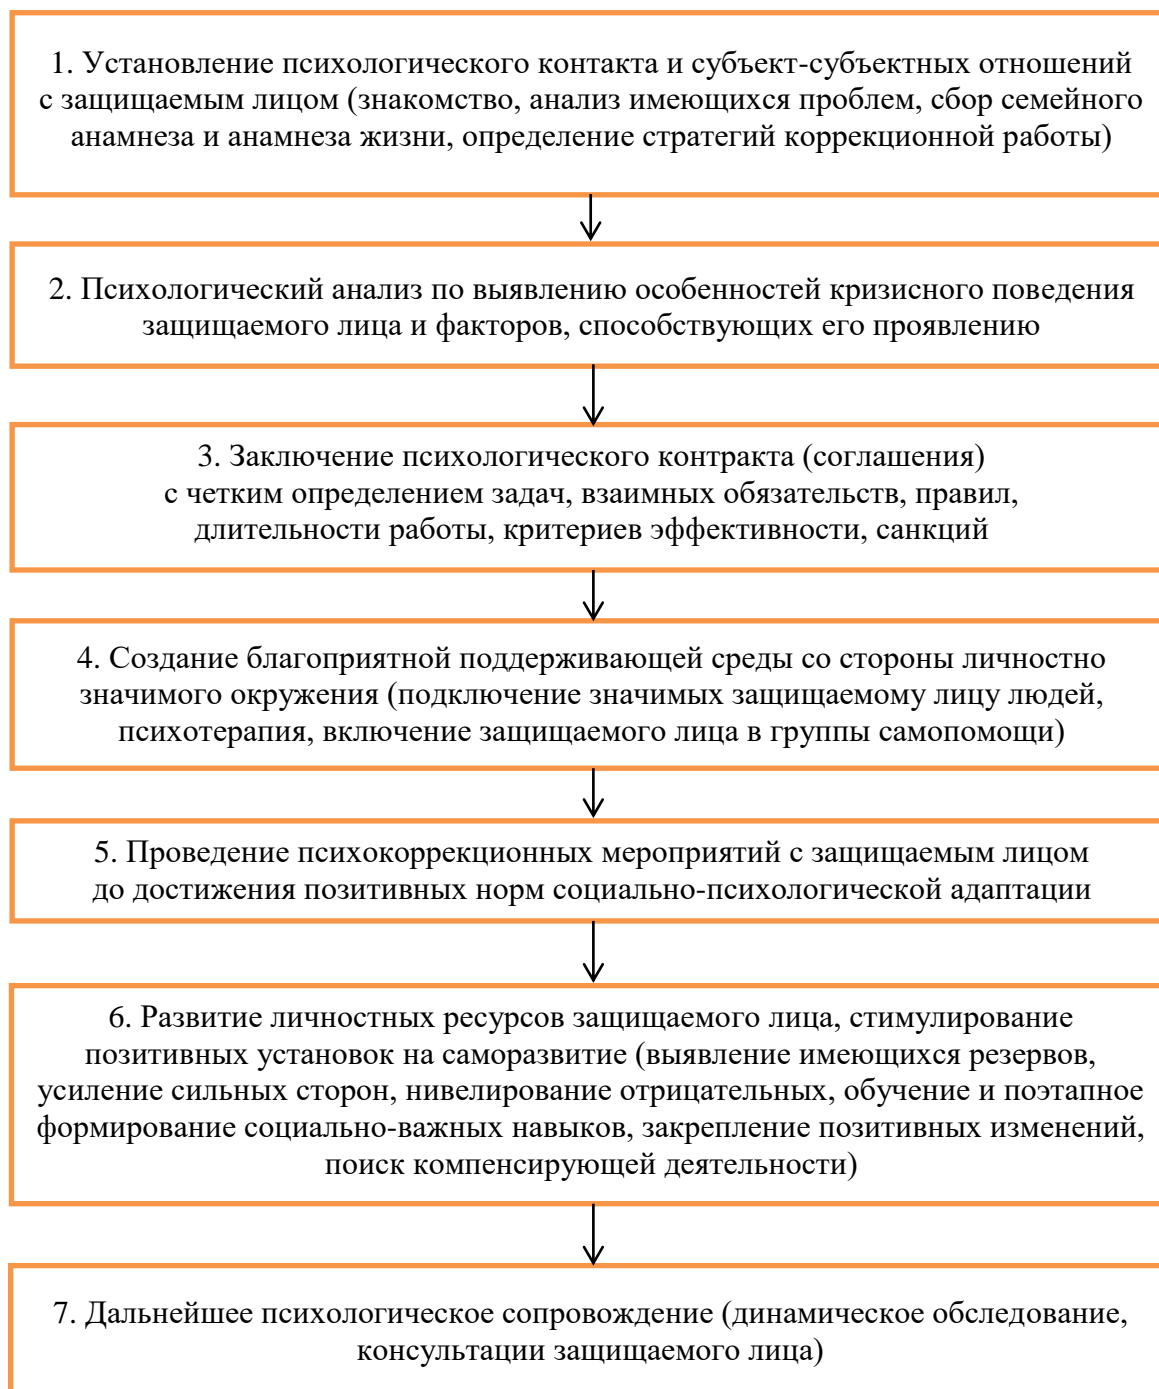 1. Установление психологического контакта и субъект-субъектных отношений
с защищаемым лицом (знакомство, анализ имеющихся проблем, сбор семейного
анамнеза и анамнеза жизни, определение стратегий коррекционной работы)
2. Психологический анализ по выявлению особенностей кризисного поведения
защищаемого лица и факторов, способствующих его проявлению
3. Заключение психологического контракта (соглашения)
с четким определением задач, взаимных обязательств, правил,
длительности работы, критериев эффективности, санкций
4. Создание благоприятной поддерживающей среды со стороны личностно
значимого окружения (подключение значимых защищаемому лицу людей,
психотерапия, включение защищаемого лица в группы самопомощи)
5. Проведение психокоррекционных мероприятий с защищаемым лицом
до достижения позитивных норм социально-психологической адаптации
6. Развитие личностных ресурсов защищаемого лица, стимулирование
позитивных установок на саморазвитие (выявление имеющихся резервов,
усиление сильных сторон, нивелирование отрицательных, обучение и поэтапное
формирование социально-важных навыков, закрепление позитивных изменений,
поиск компенсирующей деятельности)
7. Дальнейшее психологическое сопровождение (динамическое обследование,
консультации защищаемого лица)